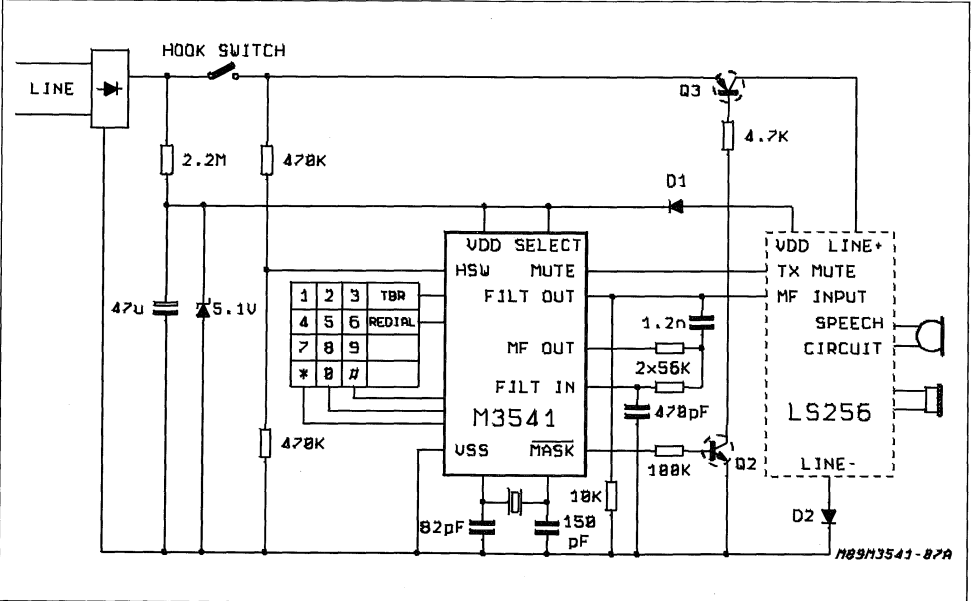 HOOK SWITCH
LINE
Q3
4.7K
2.2M
470K
D1
VDD SELECT
HSW
MUTE
FILT OUT
MF OUT
FILT IN
M3541
VSS
MASK
VDD LINE+
TX MUTE
MF INPUT
SPEECH
CIRCUIT
LS256
LINE-
1 2 3 TBR
4 5 6 REDIAL
7 8 9
* 0 #
47u
5.1V
1.2n
2x56K
470pF
470K
100K
Q2
10K
82pF
150
pF
D2
M89M3541-07A